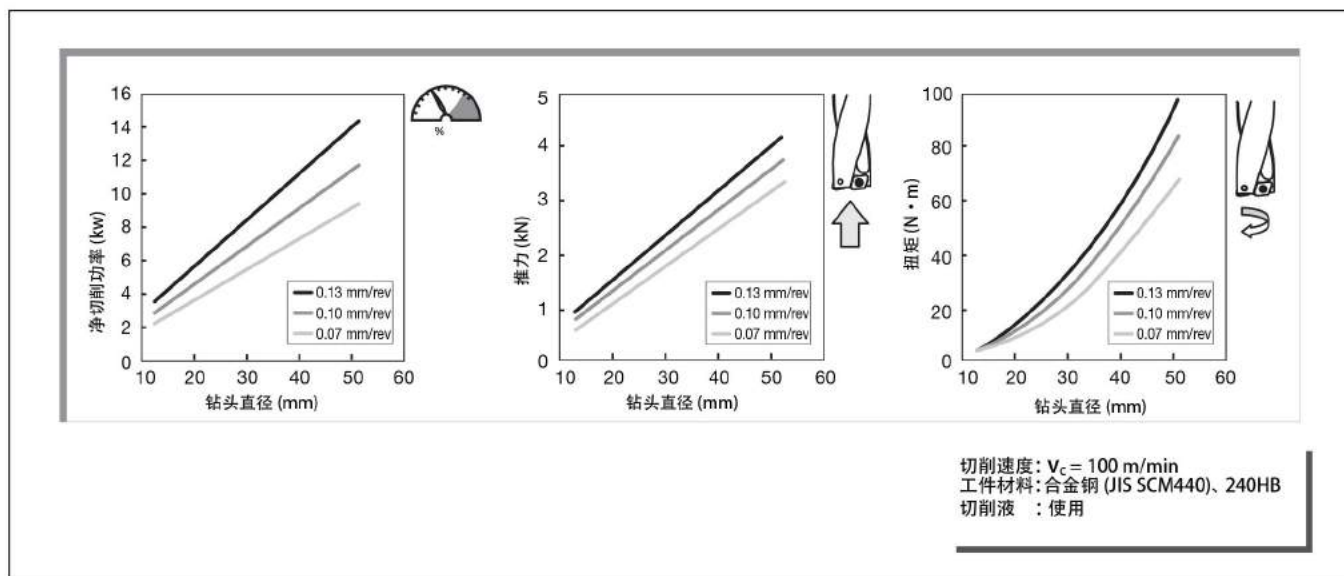 净切削功率 (kw)
16
14
12
10
8
6
4
2
0
0.13 mm/rev
0.10 mm/rev
0.07 mm/rev
10 20 30 40 50 60
钻头直径 (mm)
%
推力 (kN)
5
4
3
2
1
0
0.13 mm/rev
0.10 mm/rev
0.07 mm/rev
10 20 30 40 50 60
钻头直径 (mm)
扭矩 (N・m)
100
80
60
40
20
0
0.13 mm/rev
0.10 mm/rev
0.07 mm/rev
10 20 30 40 50 60
钻头直径 (mm)
切削速度: Vc = 100 m/min
工件材料: 合金钢 (JIS SCM440)、240HB
切削液 : 使用